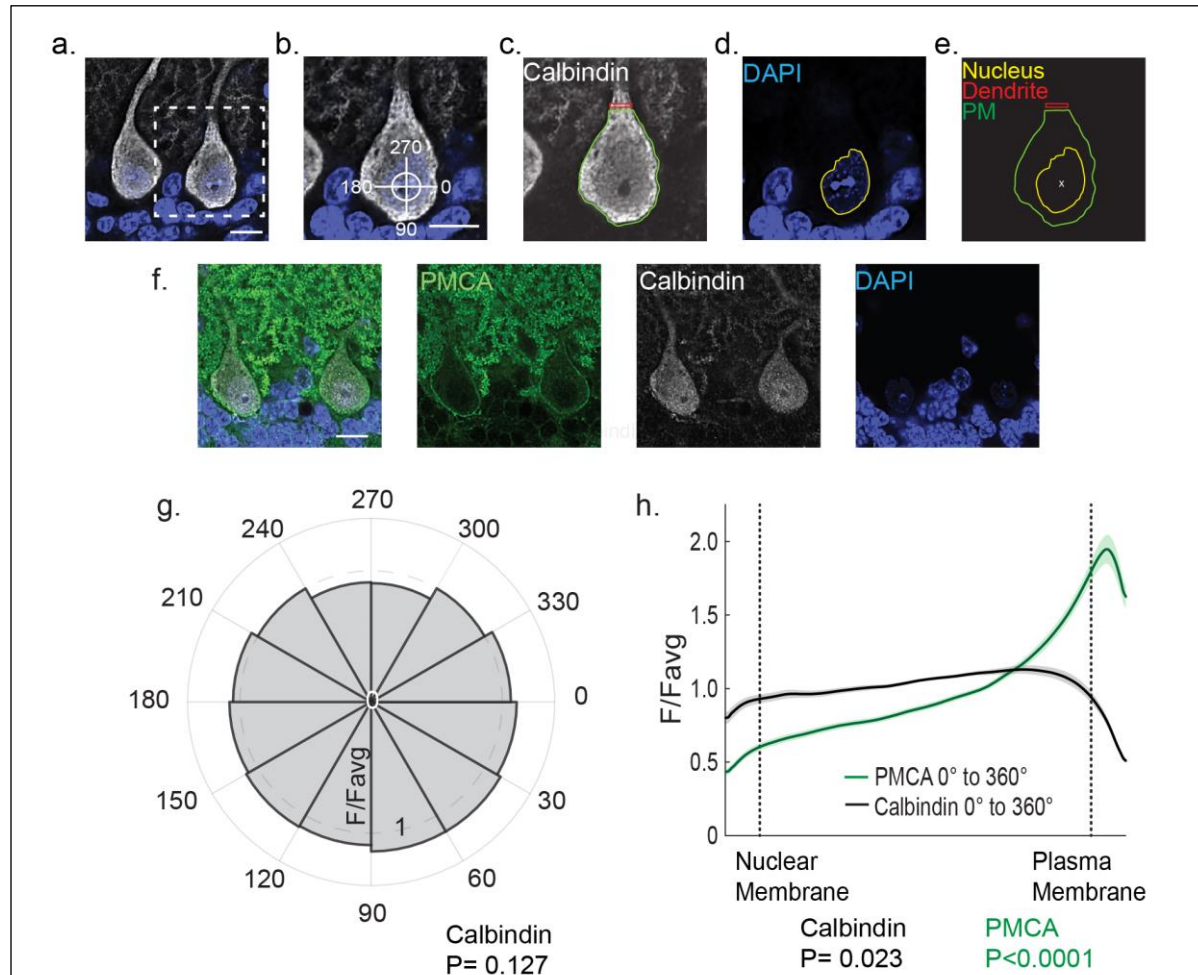 a.
b.
c.
d.
e.
270
180
0
90
Calbindin
DAPI
Nucleus
Dendrite
PM
x
f.
PMCA
Calbindin
DAPI
g.
270
240
300
210
330
180
0
0
150
30
120
60
90
F/Favg
1
Calbindin
P= 0.127
h.
F/Favg
2.0
1.5
1.0
0.5
0
PMCA 0° to 360°
Calbindin 0° to 360°
Nuclear
Membrane
Plasma
Membrane
Calbindin
P= 0.023
PMCA
P<0.0001